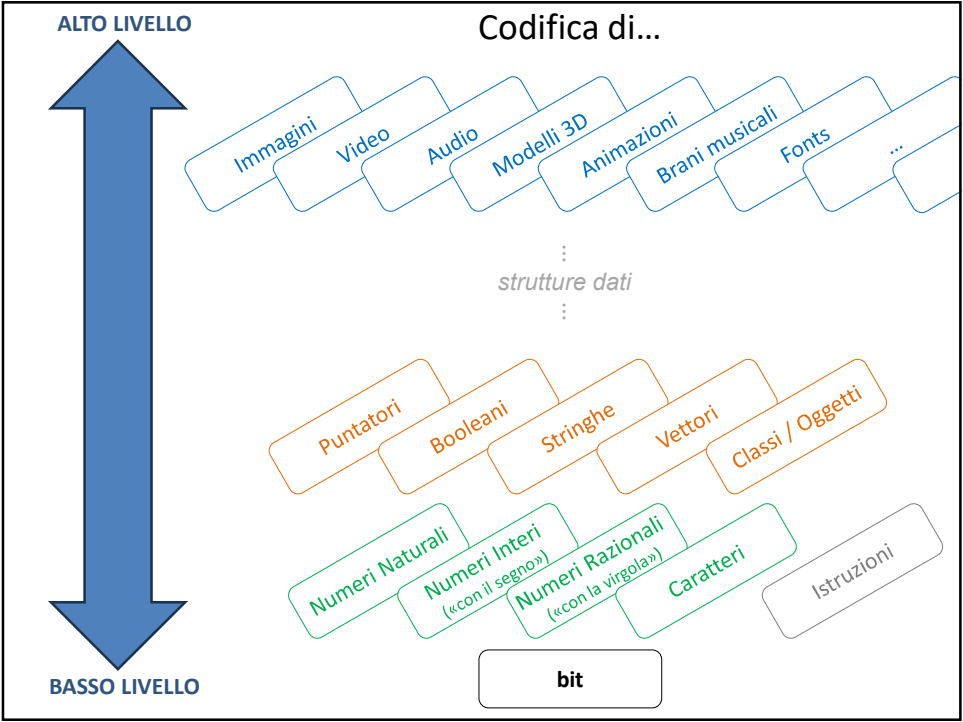 ALTO LIVELLO
Codifica di…
Immagini
Video
Audio
Modelli 3D
Animazioni
Brani musicali
Fonts
…
…
strutture dati
…
Puntatori
Booleani
Stringhe
Vettori
Classi / Oggetti
Numeri Naturali
Numeri Interi
(«con il segno»)
Numeri Razionali
(«con la virgola»)
Caratteri
Istruzioni
bit
BASSO LIVELLO